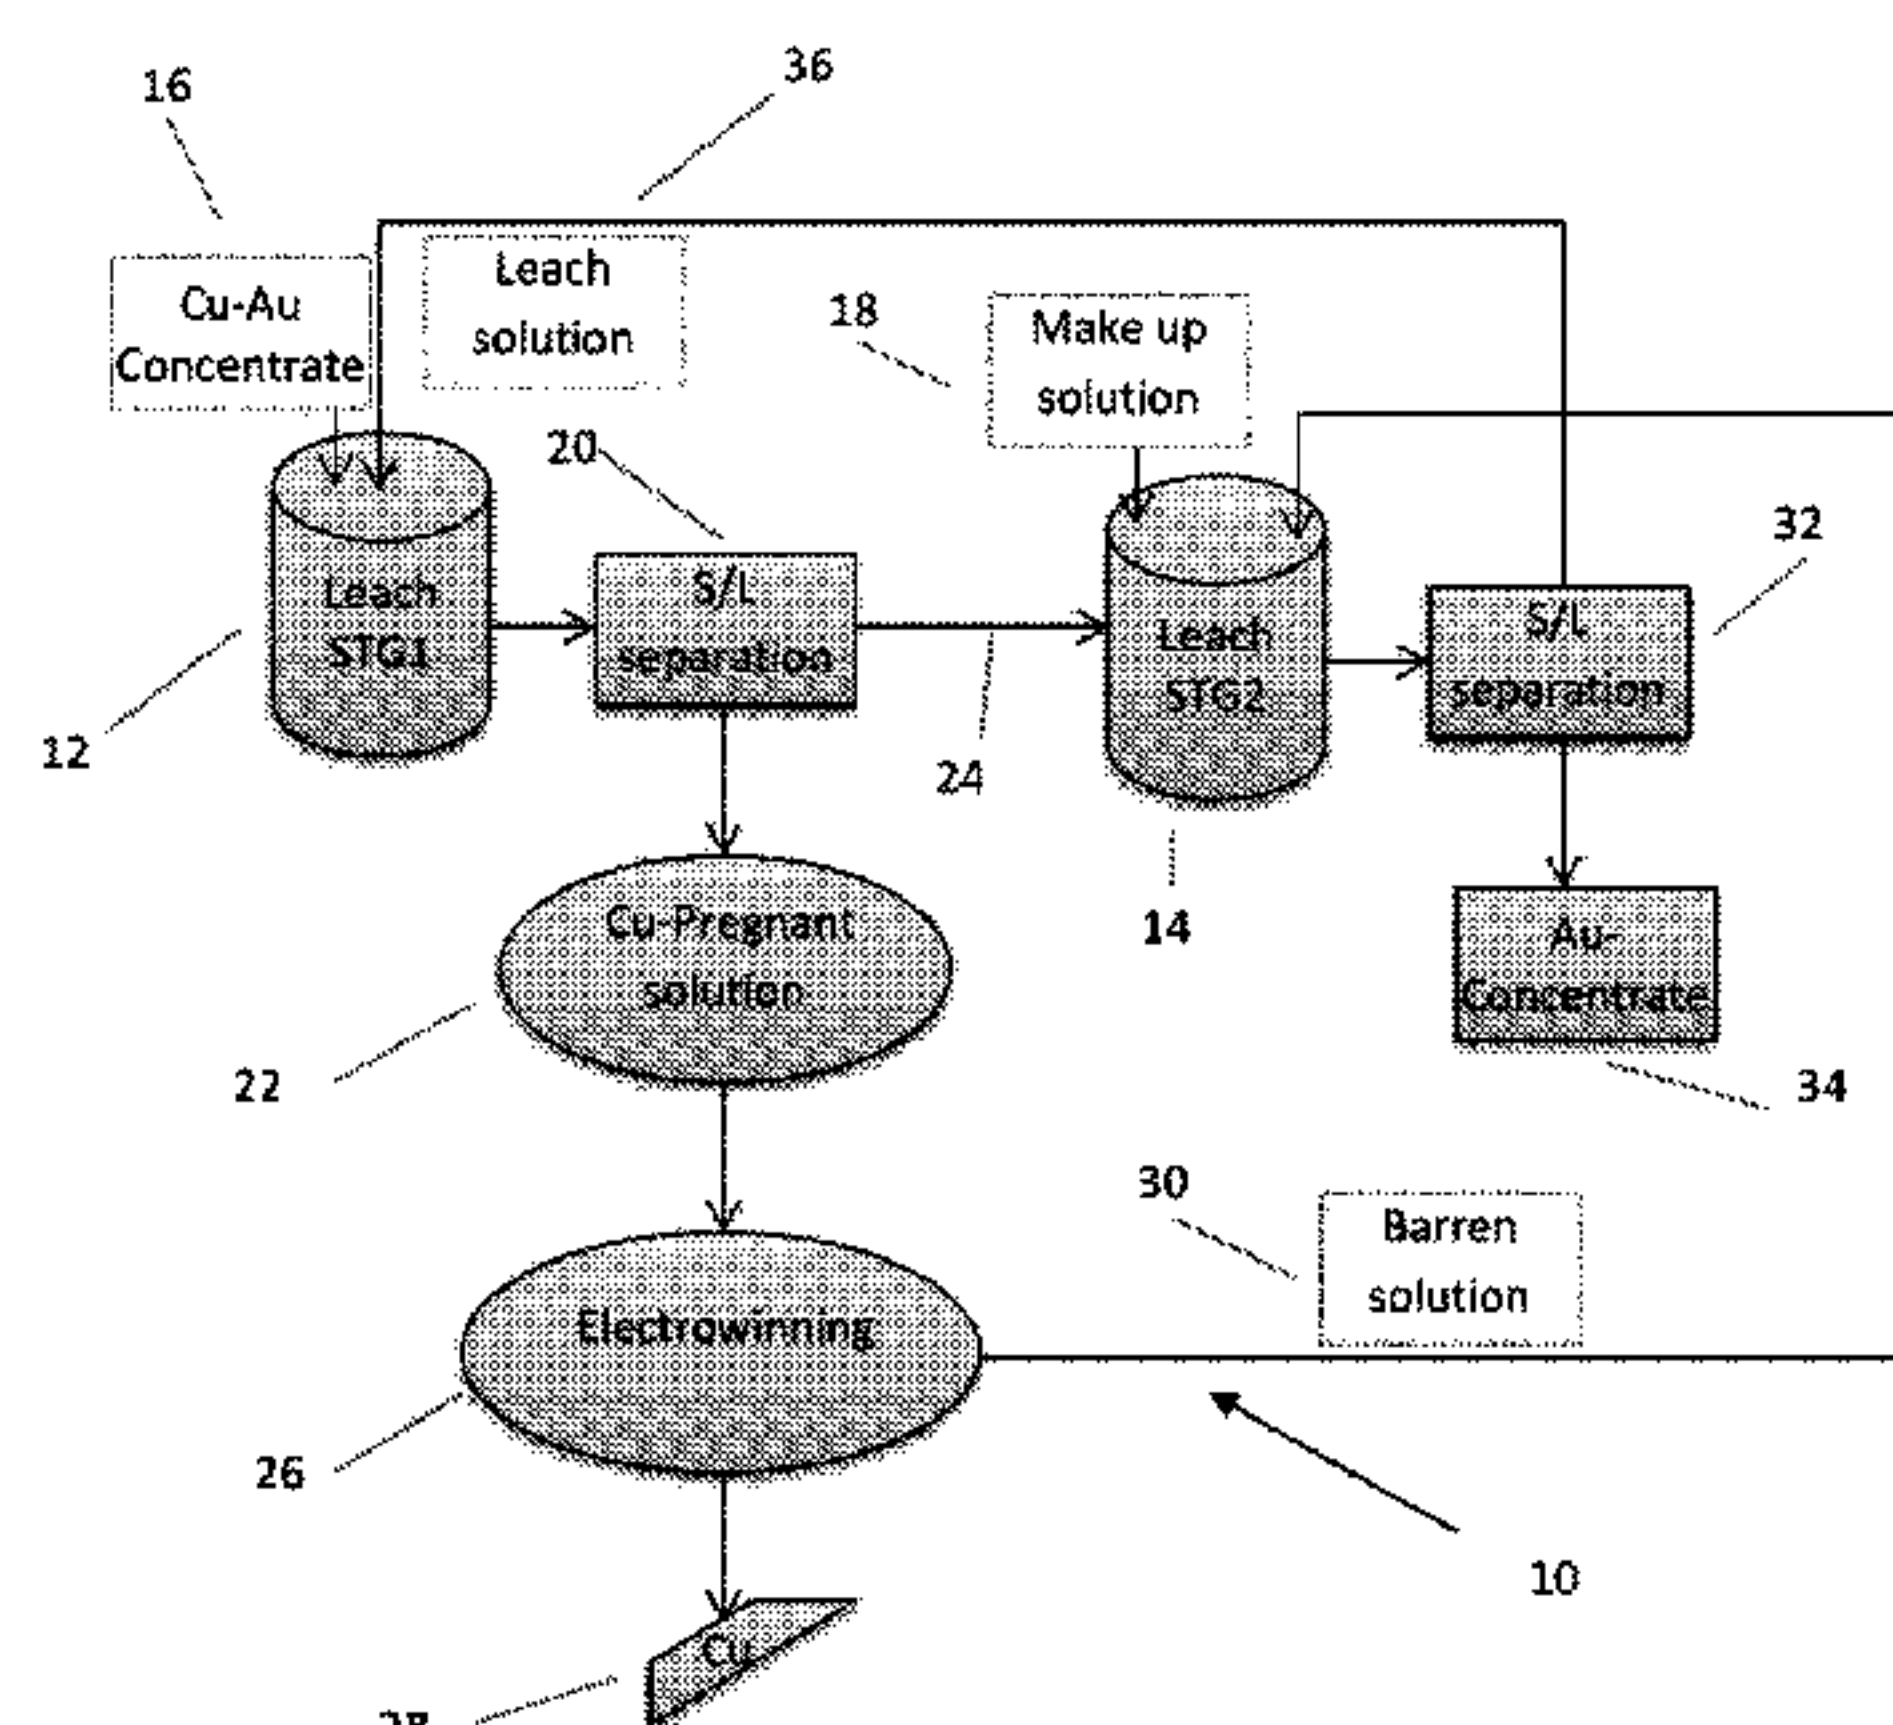 36
16
Leach
solution
Cu-Au
Concentrate
18
Make up
solution
20
32
Leach
STG1
S/L
separation
Leach
STG2
S/L
separation
12
24
14
Cu-Pregnant
solution
Au-
Concentrate
22
34
30
Barren
solution
Electrowinning
26
10
Cu